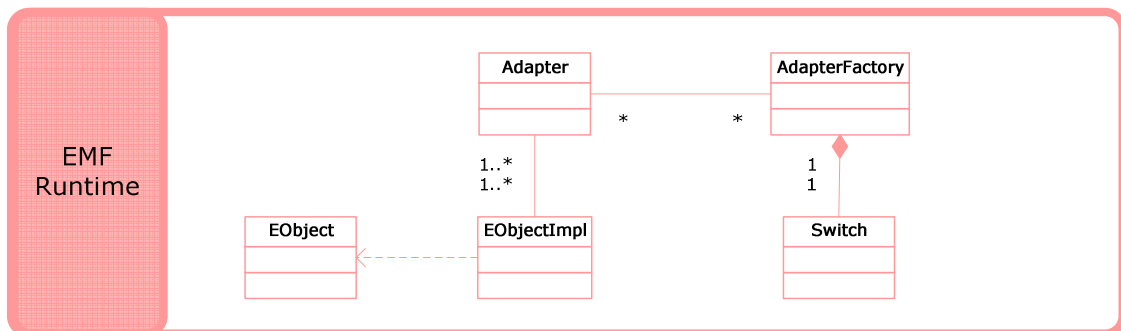 EMF
Runtime
Adapter
AdapterFactory
*
*
1..*
1..*
1
1
EObject
EObjectImpl
Switch